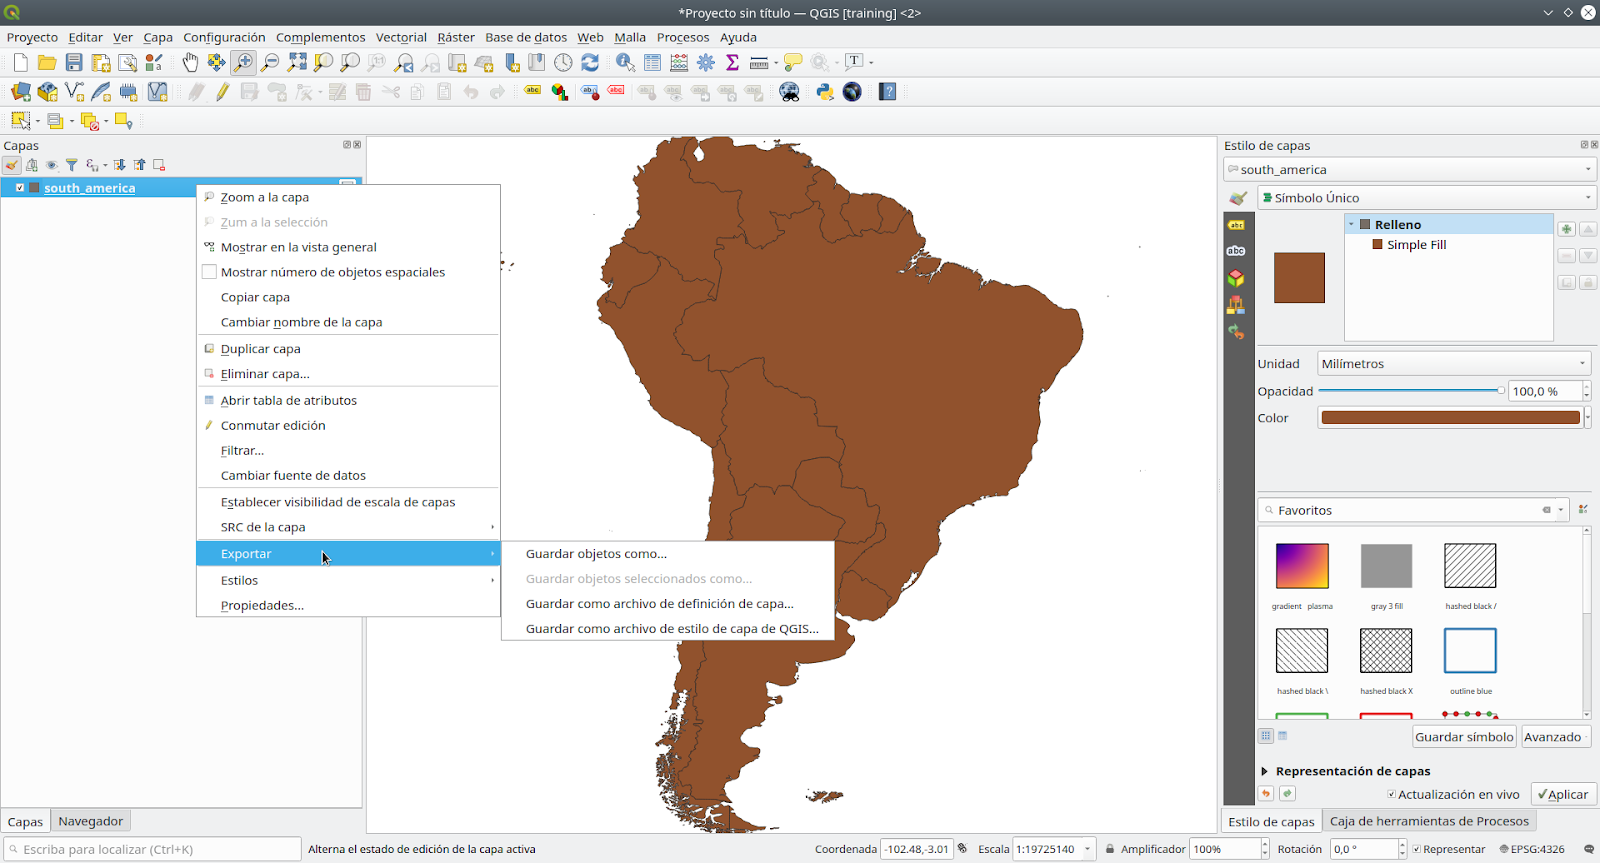 *Proyecto sin título — QGIS [training] <2>
Proyecto Editar Ver Capa Configuración Complementos Vectorial Ráster Base de datos Web Malla Procesos Ayuda
Capas
south_america
Zoom a la capa
Zum a la selección
Mostrar en la vista general
Mostrar número de objetos espaciales
Copiar capa
Cambiar nombre de la capa
Duplicar capa
Eliminar capa...
Abrir tabla de atributos
Conmutar edición
Filtrar...
Cambiar fuente de datos
Establecer visibilidad de escala de capas
SRC de la capa
Exportar
Estilos
Propiedades...
Guardar objetos como...
Guardar objetos seleccionados como...
Guardar como archivo de definición de capa...
Guardar como archivo de estilo de capa de QGIS...
Estilo de capas
south_america
Símbolo Único
Relleno
Simple Fill
Unidad Milímetros
Opacidad 100,0 %
Color
Favoritos
gradient plasma
gray 3 fill
hashed black /
hashed black \
hashed black X
outline blue
Guardar símbolo Avanzado
Representación de capas
Actualización en vivo Aplicar
Capas Navegador
Estilo de capas Caja de herramientas de Procesos
Escriba para localizar (Ctrl+K) Alterna el estado de edición de la capa activa Coordenada -102.48,-3.01 Escala 1:19725140 Amplificador 100% Rotación 0,0 ° Representar EPSG:4326